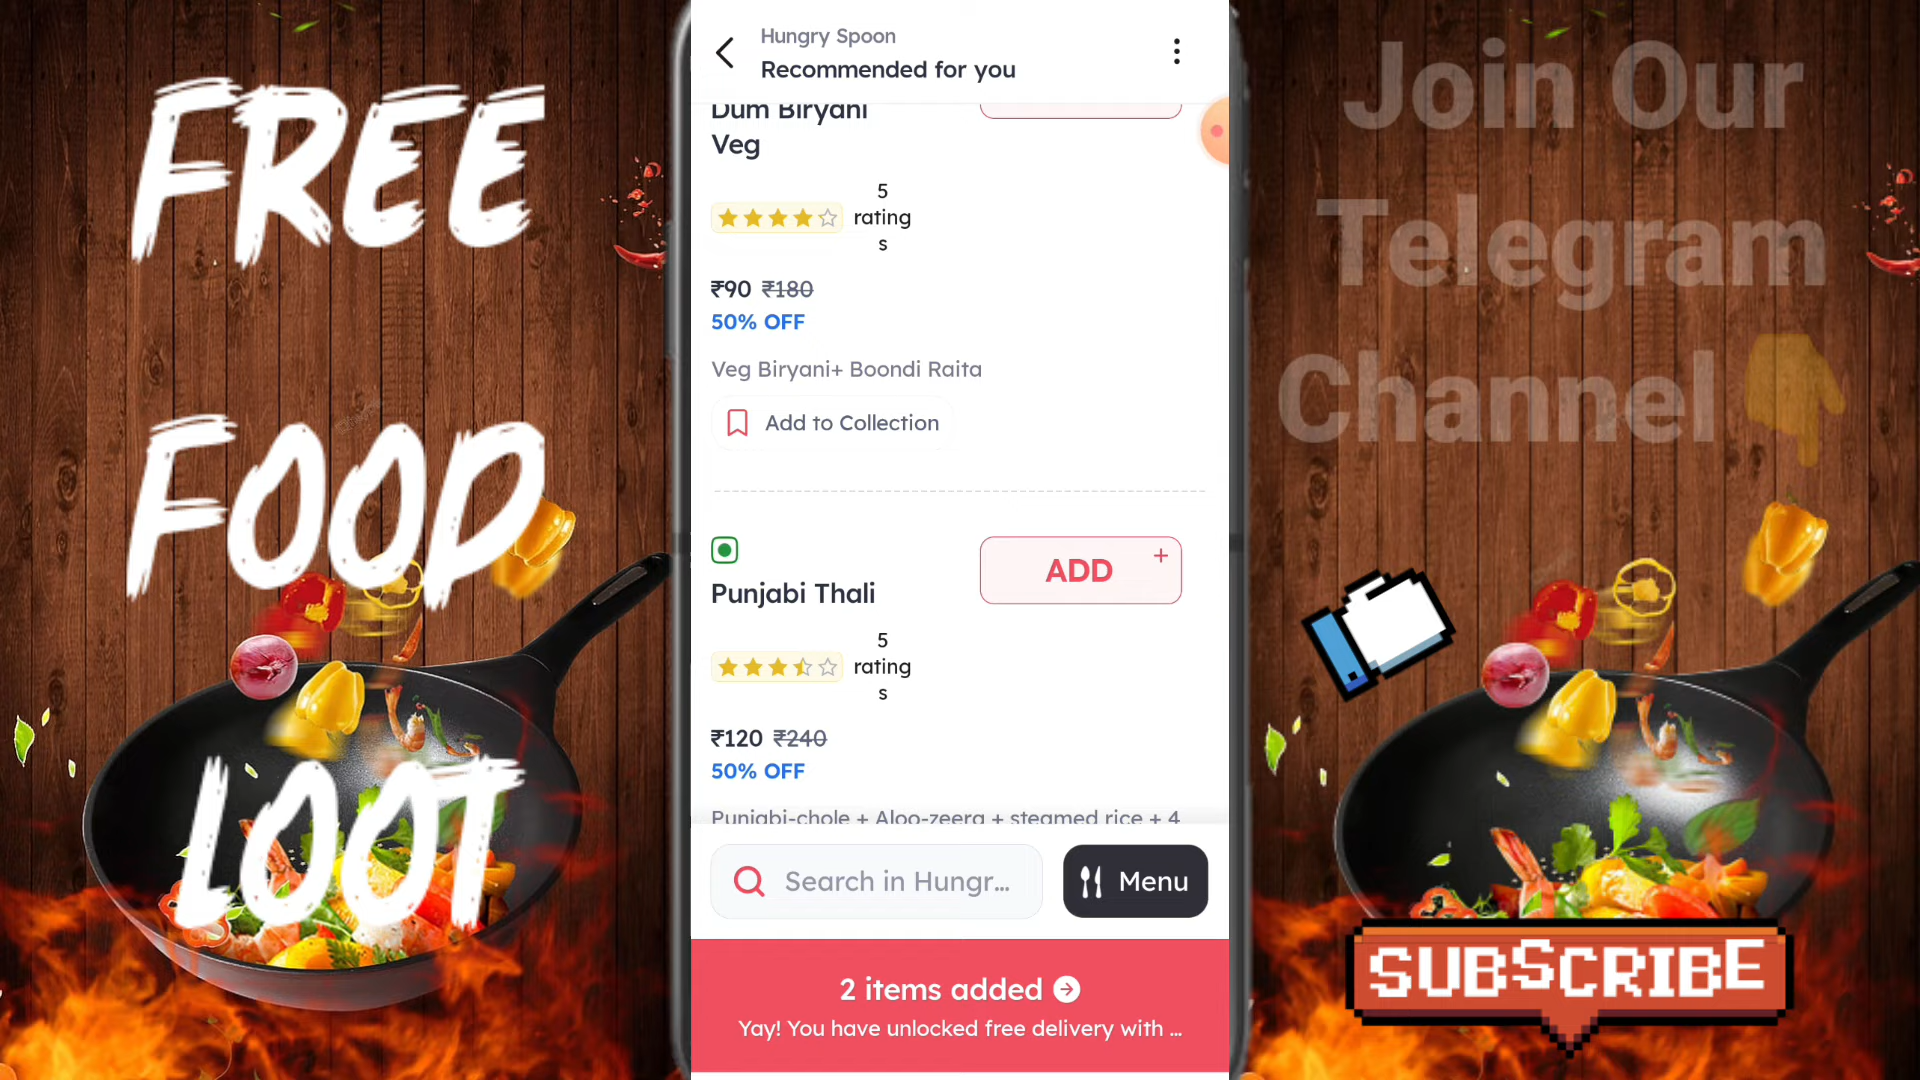 FREE
FOOD
LOOT
Hungry Spoon
Recommended for you
Dum Biryani
Veg
5
rating
s
₹90 ₹180
50% OFF
Veg Biryani+ Boondi Raita
Add to Collection
ADD +
Punjabi Thali
5
rating
s
₹120 ₹240
50% OFF
Punjabi-chole + Aloo-zeera + steamed rice + 4
Search in Hungr...
Menu
2 items added
Yay! You have unlocked free delivery with ...
Join Our
Telegram
Channel
SUBSCRIBE